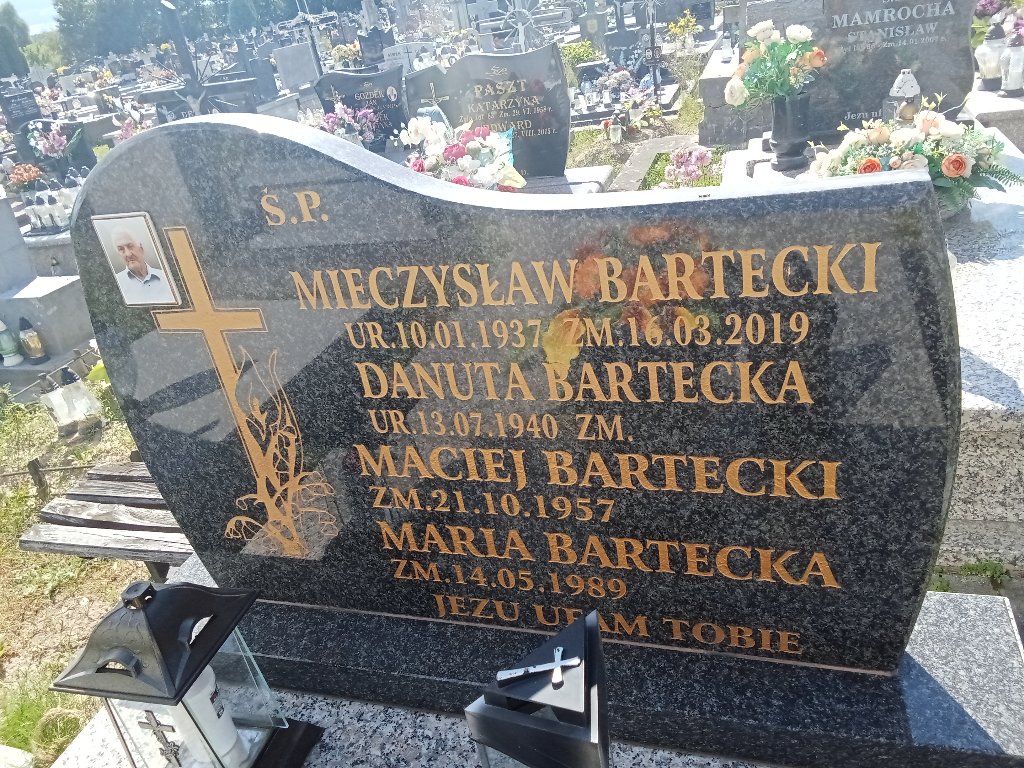 Ś.P.
MIECZYSŁAW BARTECKI
UR.10.01.1937 ZM.16.03.2019
DANUTA BARTECKA
UR.13.07.1940 ZM.
MACIEJ BARTECKI
ZM.21.10.1957
MARIA BARTECKA
ZM.14.05.1989
JEZU UFAM TOBIE
PASZT
KATARZYNA
MAMROCHA
STANISŁAW
Jezu